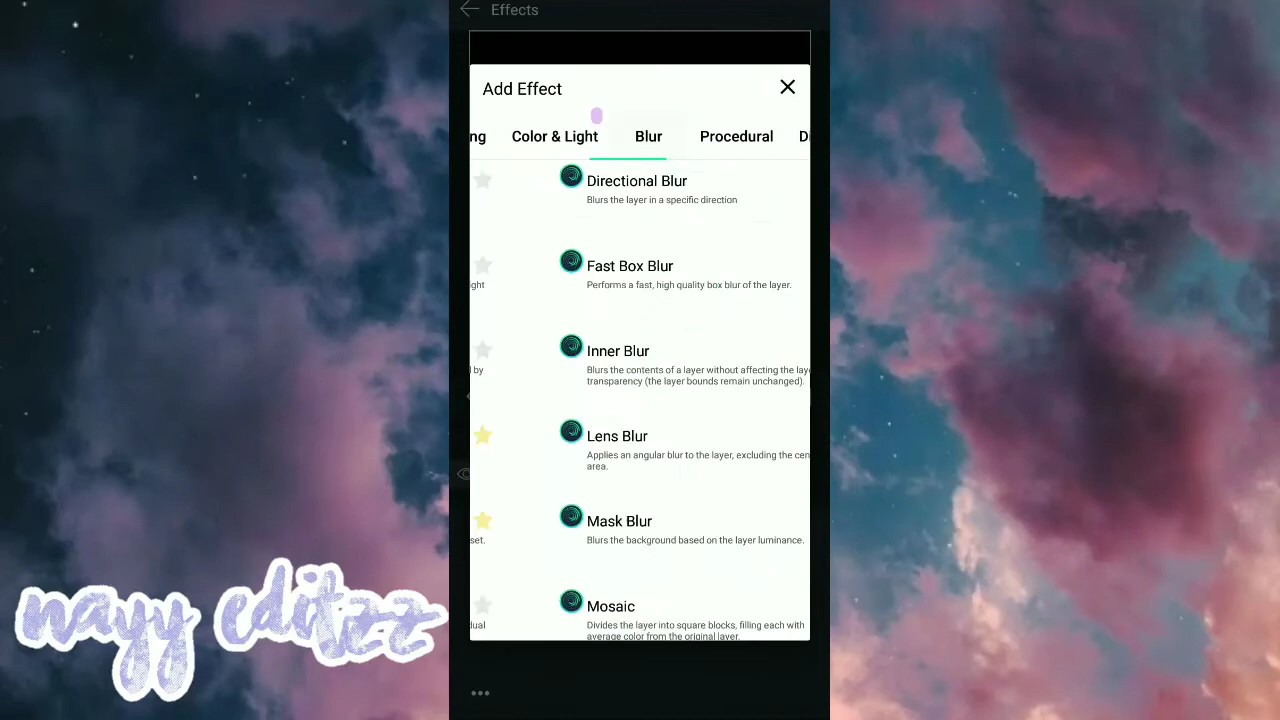 Effects
Add Effect
ng Color & Light Blur Procedural Di
Directional Blur
Blurs the layer in a specific direction
Fast Box Blur
ght
Performs a fast, high quality box blur of the layer.
Inner Blur
l by
Blurs the contents of a layer without affecting the laye
transparency (the layer bounds remain unchanged).
Lens Blur
Applies an angular blur to the layer, excluding the cen
area.
Mask Blur
set.
Blurs the background based on the layer luminance.
Mosaic
dual
Divides the layer into square blocks, filling each with
average color from the original layer.
nayy editzz